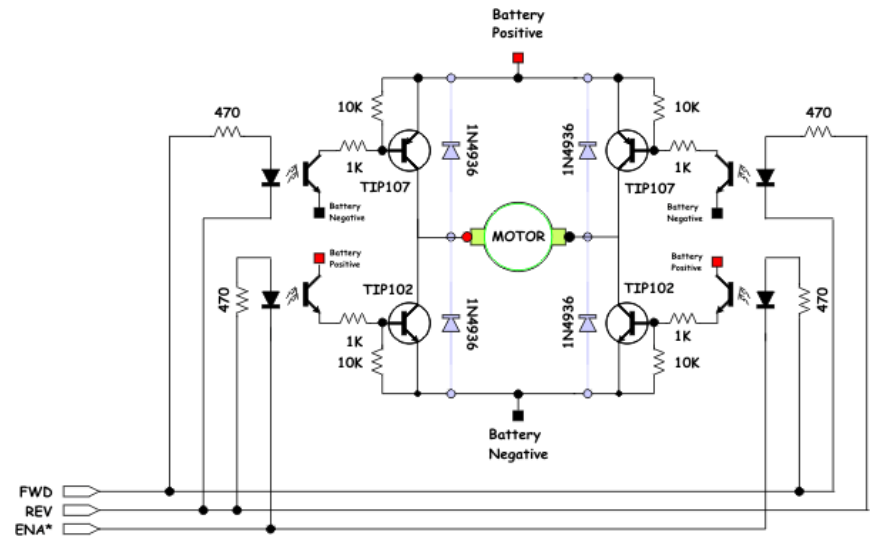 Battery
Positive
10K
10K
470
470
1N4936
1N4936
1K
1K
TIP107
TIP107
Battery
Negative
Battery
Negative
MOTOR
Battery
Positive
Battery
Positive
TIP102
TIP102
470
470
1N4936
1N4936
1K
1K
10K
10K
Battery
Negative
FWD
REV
ENA*